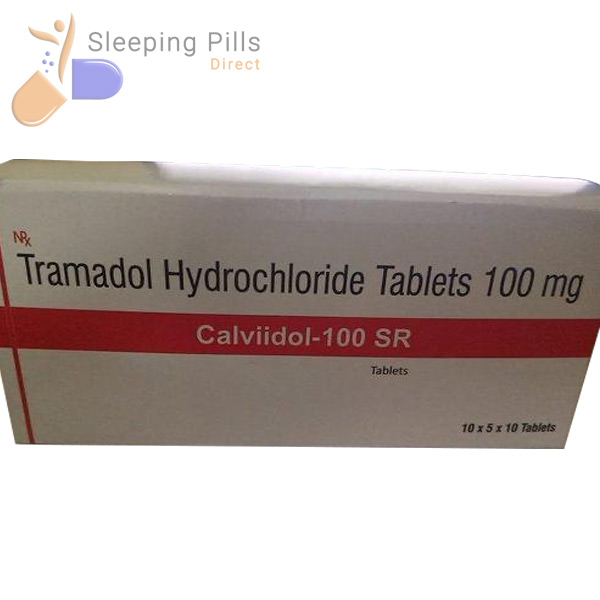 Sleeping Pills
Direct
NRx
Tramadol Hydrochloride Tablets 100 mg
Calviidol-100 SR
Tablets
10 x 5 x 10 Tablets